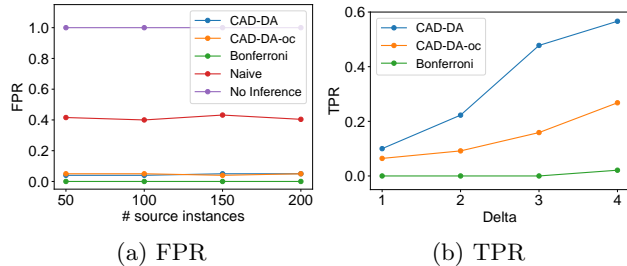 CAD-DA
CAD-DA-oc
Bonferroni
Naive
No Inference
FPR
1.0
0.8
0.6
0.4
0.2
0.0
50
100
150
200
# source instances
(a) FPR
CAD-DA
CAD-DA-oc
Bonferroni
TPR
0.6
0.4
0.2
0.0
1
2
3
4
Delta
(b) TPR